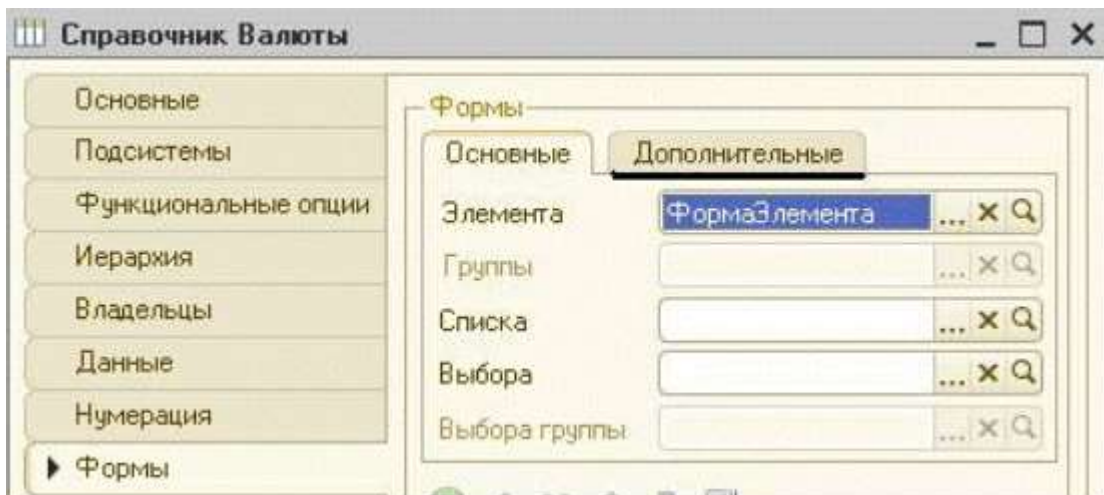 Справочник Валюты
Основные
Подсистемы
Функциональные опции
Иерархия
Владельцы
Данные
Нумерация
Формы
Формы
Основные Дополнительные
Элемента ФормаЭлемента ...
Группы ...
Списка ...
Выбора ...
Выбора группы ...